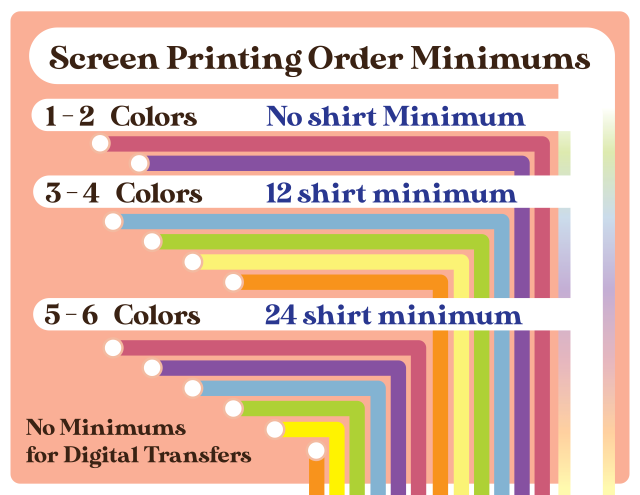 Screen Printing Order Minimums
1 – 2 Colors No shirt Minimum
3 – 4 Colors 12 shirt minimum
5 – 6 Colors 24 shirt minimum
No Minimums
for Digital Transfers